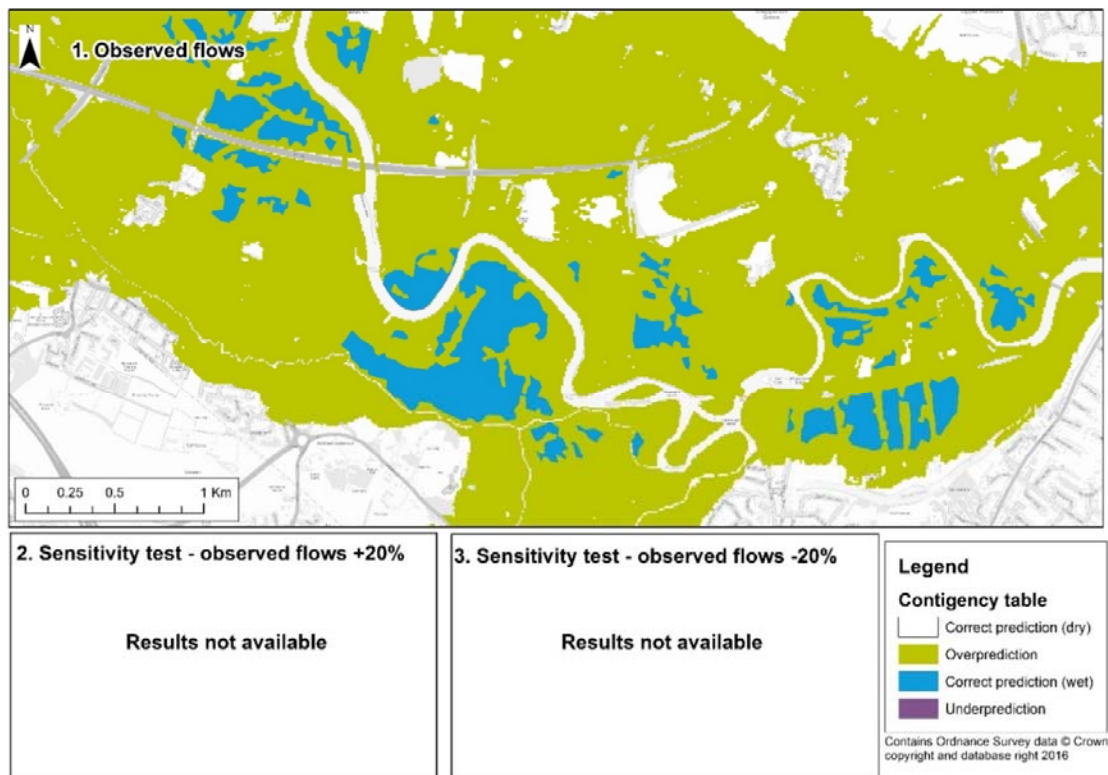 N
1. Observed flows
0 0.25 0.5 1 Km
2. Sensitivity test - observed flows +20%
Results not available
3. Sensitivity test - observed flows -20%
Results not available
Legend
Contigency table
Correct prediction (dry)
Overprediction
Correct prediction (wet)
Underprediction
Contains Ordnance Survey data © Crown
copyright and database right 2016